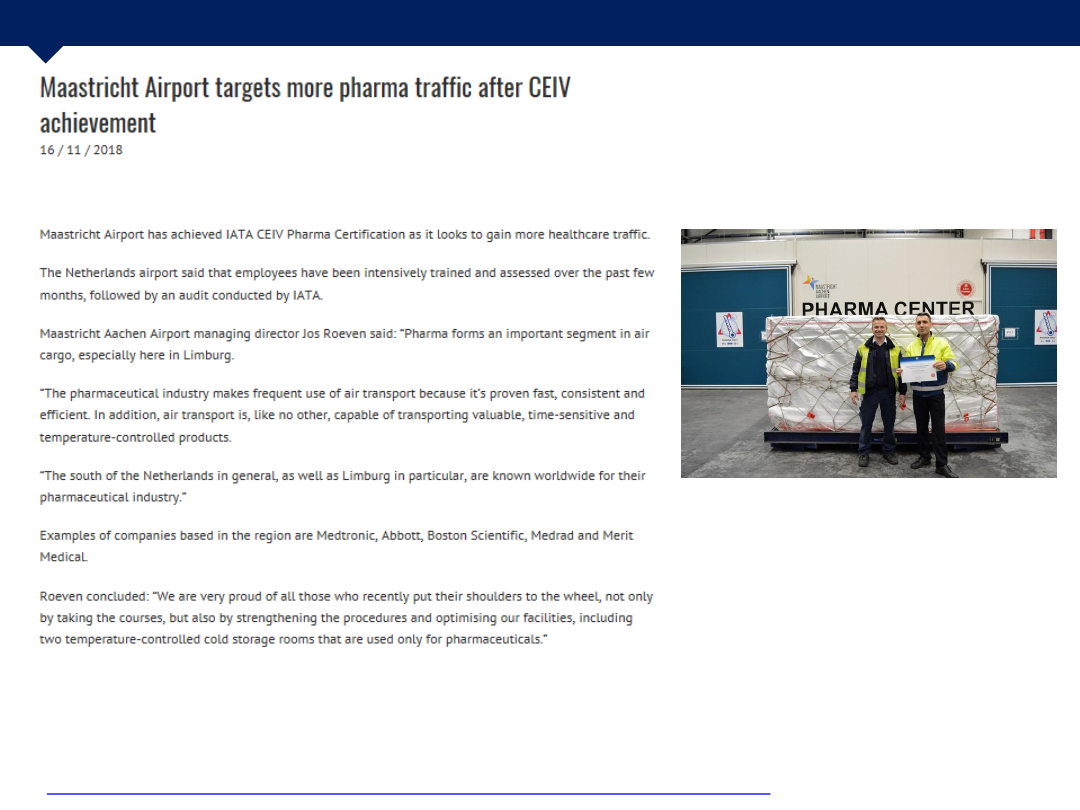 Maastricht Airport targets more pharma traffic after CEIV
achievement
16 / 11 / 2018
Maastricht Airport has achieved IATA CEIV Pharma Certification as it looks to gain more healthcare traffic.
The Netherlands airport said that employees have been intensively trained and assessed over the past few
months, followed by an audit conducted by IATA.
Maastricht Aachen Airport managing director Jos Roeven said: “Pharma forms an important segment in air
cargo, especially here in Limburg.
“The pharmaceutical industry makes frequent use of air transport because it’s proven fast, consistent and
efficient. In addition, air transport is, like no other, capable of transporting valuable, time-sensitive and
temperature-controlled products.
“The south of the Netherlands in general, as well as Limburg in particular, are known worldwide for their
pharmaceutical industry.”
Examples of companies based in the region are Medtronic, Abbott, Boston Scientific, Medrad and Merit
Medical.
Roeven concluded: “We are very proud of all those who recently put their shoulders to the wheel, not only
by taking the courses, but also by strengthening the procedures and optimising our facilities, including
two temperature-controlled cold storage rooms that are used only for pharmaceuticals.”
MAASTRICHT
AACHEN
AIRPORT
PHARMA CENTER